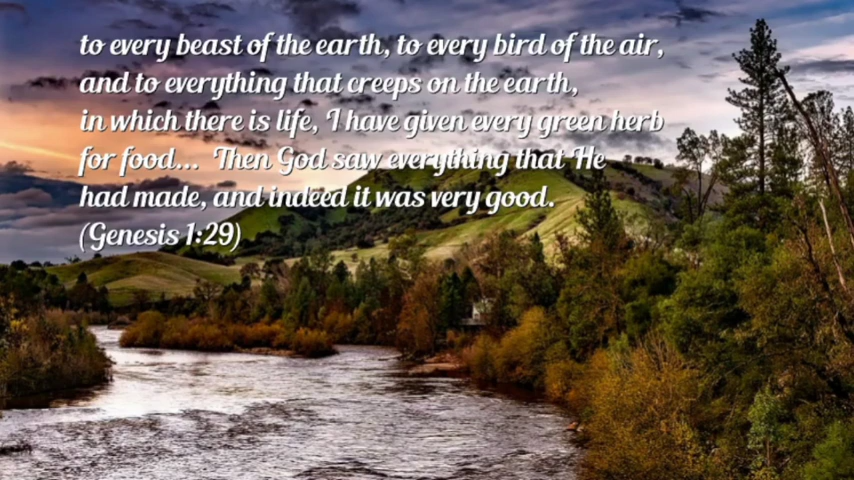 to every beast of the earth, to every bird of the air,
and to everything that creeps on the earth,
in which there is life, I have given every green herb
for food... Then God saw everything that He
had made, and indeed it was very good.
(Genesis 1:29)